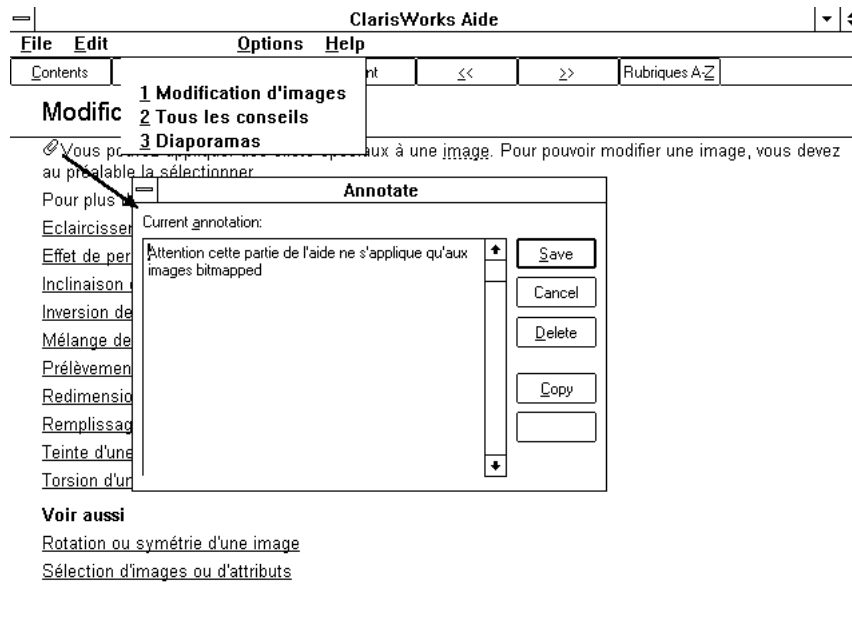 ClarisWorks Aide
File Edit Options Help
Contents nt << >> Rubriques A-Z
1 Modification d'images
2 Tous les conseils
3 Diaporamas
Modific
Vous p aux à une image. Pour pouvoir modifier une image, vous devez
au préalable la sélectionner
Pour plus
Annotate
Current annotation:
Attention cette partie de l'aide ne s'applique qu'aux
images bitmapped
Save
Cancel
Delete
Copy
Eclaircisse
Effet de per
Inclinaison
Inversion de
Mélange de
Prélèvemen
Redimensio
Remplissag
Teinte d'une
Torsion d'un
Voir aussi
Rotation ou symétrie d'une image
Sélection d'images ou d'attributs